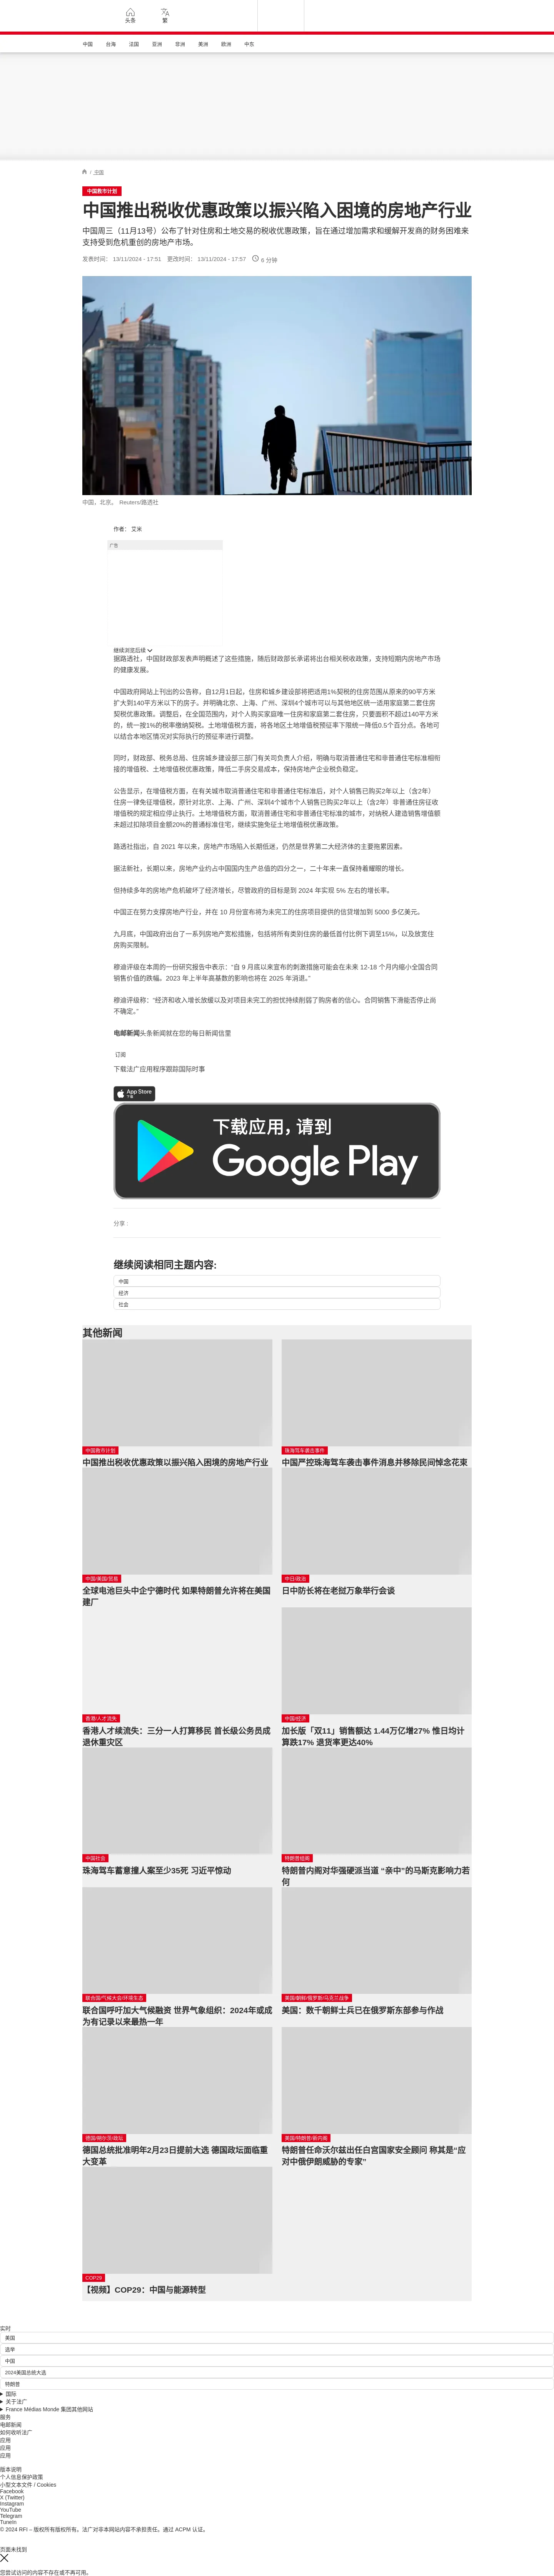 头条
繁
中国
台海
法国
亚洲
非洲
美洲
欧洲
中东
/ 中国
中国救市计划
中国推出税收优惠政策以振兴陷入困境的房地产行业
中国周三（11月13号）公布了针对住房和土地交易的税收优惠政策，旨在通过增加需求和缓解开发商的财务困难来
支持受到危机重创的房地产市场。
发表时间： 13/11/2024 - 17:51 更改时间： 13/11/2024 - 17:57 6 分钟
中国，北京。 Reuters/路透社
作者： 艾米
广告
继续浏览后续
据路透社，中国财政部发表声明概述了这些措施，随后财政部长承诺将出台相关税收政策，支持短期内房地产市场
的健康发展。
中国政府网站上刊出的公告称，自12月1日起，住房和城乡建设部将把适用1%契税的住房范围从原来的90平方米
扩大到140平方米以下的房子。并明确北京、上海、广州、深圳4个城市可以与其他地区统一适用家庭第二套住房
契税优惠政策。调整后，在全国范围内，对个人购买家庭唯一住房和家庭第二套住房，只要面积不超过140平方米
的，统一按1%的税率缴纳契税。土地增值税方面，将各地区土地增值税预征率下限统一降低0.5个百分点。各地可
以结合本地区情况对实际执行的预征率进行调整。
同时，财政部、税务总局、住房城乡建设部三部门有关司负责人介绍，明确与取消普通住宅和非普通住宅标准相衔
接的增值税、土地增值税优惠政策，降低二手房交易成本，保持房地产企业税负稳定。
公告显示，在增值税方面，在有关城市取消普通住宅和非普通住宅标准后，对个人销售已购买2年以上（含2年）
住房一律免征增值税，原针对北京、上海、广州、深圳4个城市个人销售已购买2年以上（含2年）非普通住房征收
增值税的规定相应停止执行。土地增值税方面，取消普通住宅和非普通住宅标准的城市，对纳税人建造销售增值额
未超过扣除项目金额20%的普通标准住宅，继续实施免征土地增值税优惠政策。
路透社指出，自 2021 年以来，房地产市场陷入长期低迷，仍然是世界第二大经济体的主要拖累因素。
据法新社，长期以来，房地产业约占中国国内生产总值的四分之一，二十年来一直保持着耀眼的增长。
但持续多年的房地产危机破坏了经济增长，尽管政府的目标是到 2024 年实现 5% 左右的增长率。
中国正在努力支撑房地产行业，并在 10 月份宣布将为未完工的住房项目提供的信贷增加到 5000 多亿美元。
九月底，中国政府出台了一系列房地产宽松措施，包括将所有类别住房的最低首付比例下调至15%，以及放宽住
房购买限制。
穆迪评级在本周的一份研究报告中表示：“自 9 月底以来宣布的刺激措施可能会在未来 12-18 个月内缩小全国合同
销售价值的跌幅。2023 年上半年高基数的影响也将在 2025 年消退。”
穆迪评级称：“经济和收入增长放缓以及对项目未完工的担忧持续削弱了购房者的信心。合同销售下滑能否停止尚
不确定。”
电邮新闻头条新闻就在您的每日新闻信里
订阅
下载法广应用程序跟踪国际时事
App Store
下载
下载应用，请到
Google Play
分享 :
继续阅读相同主题内容:
中国
经济
社会
其他新闻
中国救市计划
中国推出税收优惠政策以振兴陷入困境的房地产行业
珠海驾车袭击事件
中国严控珠海驾车袭击事件消息并移除民间悼念花束
中国/美国/贸易
全球电池巨头中企宁德时代 如果特朗普允许将在美国
建厂
中日/政治
日中防长将在老挝万象举行会谈
香港/人才流失
香港人才续流失：三分一人打算移民 首长级公务员成
退休重灾区
中国/经济
加长版「双11」销售额达 1.44万亿增27% 惟日均计
算跌17% 退货率更达40%
中国社会
珠海驾车蓄意撞人案至少35死 习近平惊动
特朗普组阁
特朗普内阁对华强硬派当道 “亲中”的马斯克影响力若
何
联合国/气候大会/环境生态
联合国呼吁加大气候融资 世界气象组织：2024年或成
为有记录以来最热一年
美国/朝鲜/俄罗斯/乌克兰战争
美国：数千朝鲜士兵已在俄罗斯东部参与作战
德国/朔尔茨/政坛
德国总统批准明年2月23日提前大选 德国政坛面临重
大变革
美国/特朗普/新内阁
特朗普任命沃尔兹出任白宫国家安全顾问 称其是“应
对中俄伊朗威胁的专家”
COP29
【视频】COP29：中国与能源转型
实时
美国
选举
中国
2024美国总统大选
特朗普
国际
关于法广
France Médias Monde 集团其他网站
服务
电邮新闻
如何收听法广
应用
应用
应用
版本说明
个人信息保护政策
小型文本文件 / Cookies
Facebook
X (Twitter)
Instagram
YouTube
Telegram
TuneIn
© 2024 RFI – 版权所有版权所有。法广对非本网站内容不承担责任。通过 ACPM 认证。
页面未找到
您尝试访问的内容不存在或不再可用。